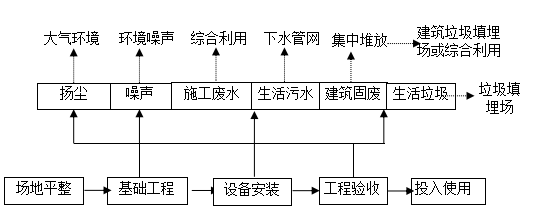 大气环境
环境噪声
综合利用
下水管网
集中堆放
建筑垃圾填埋
场或综合利用
扬尘
噪声
施工废水
生活污水
建筑固废
生活垃圾
垃圾填
埋场
场地平整
基础工程
设备安装
工程验收
投入使用